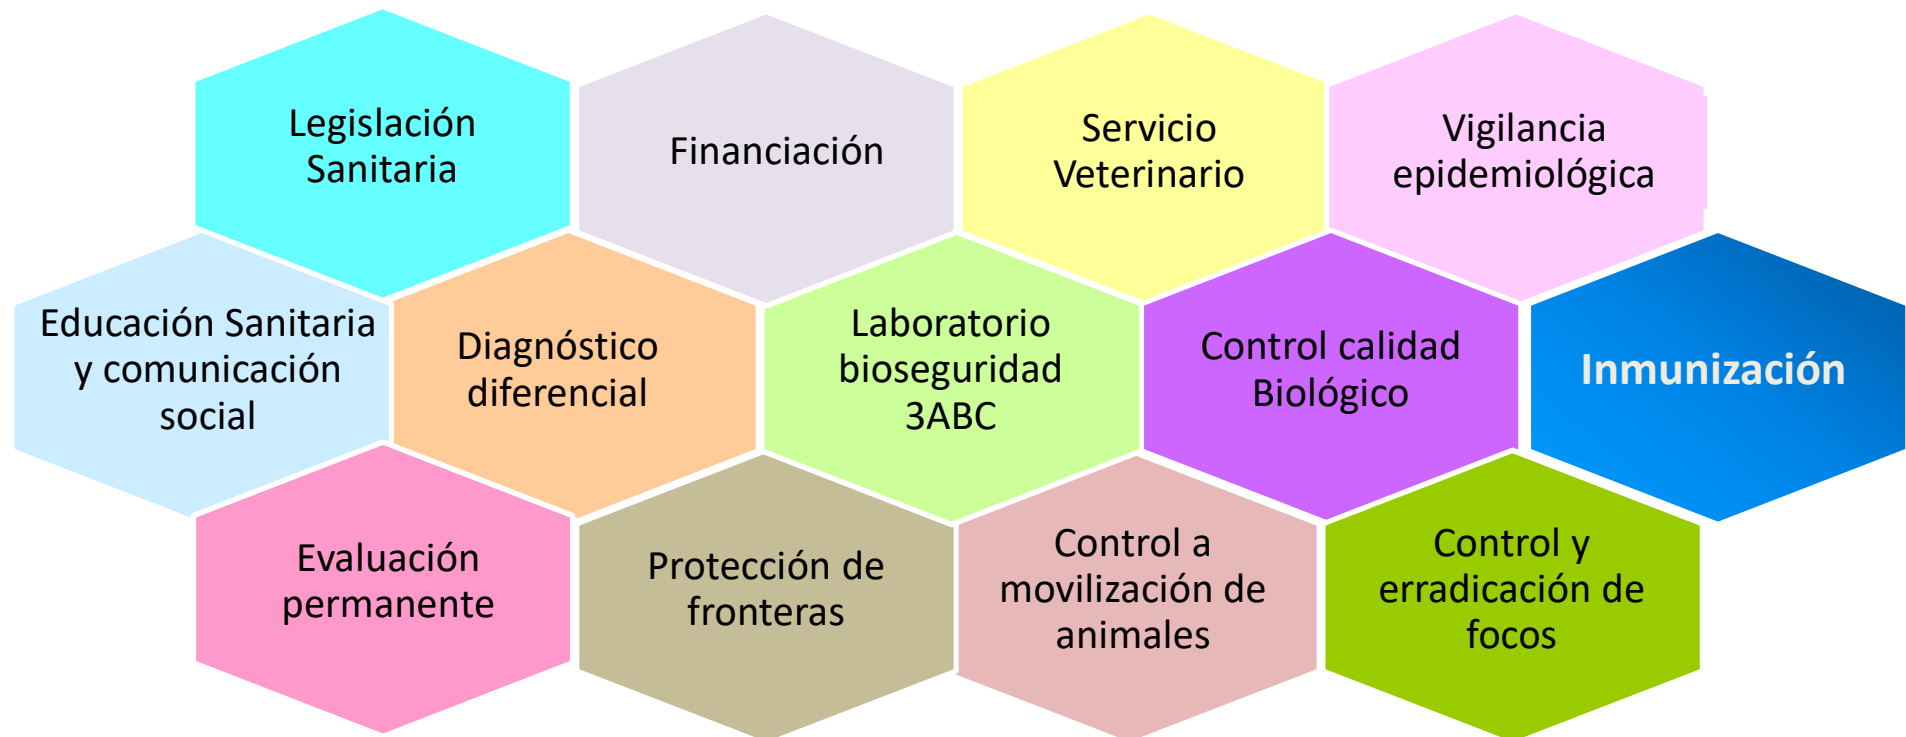 Legislación
Sanitaria
Financiación
Servicio
Veterinario
Vigilancia
epidemiológica
Educación Sanitaria
y comunicación
social
Diagnóstico
diferencial
Laboratorio
bioseguridad
3ABC
Control calidad
Biológico
Inmunización
Evaluación
permanente
Protección de
fronteras
Control a
movilización de
animales
Control y
erradicación de
focos